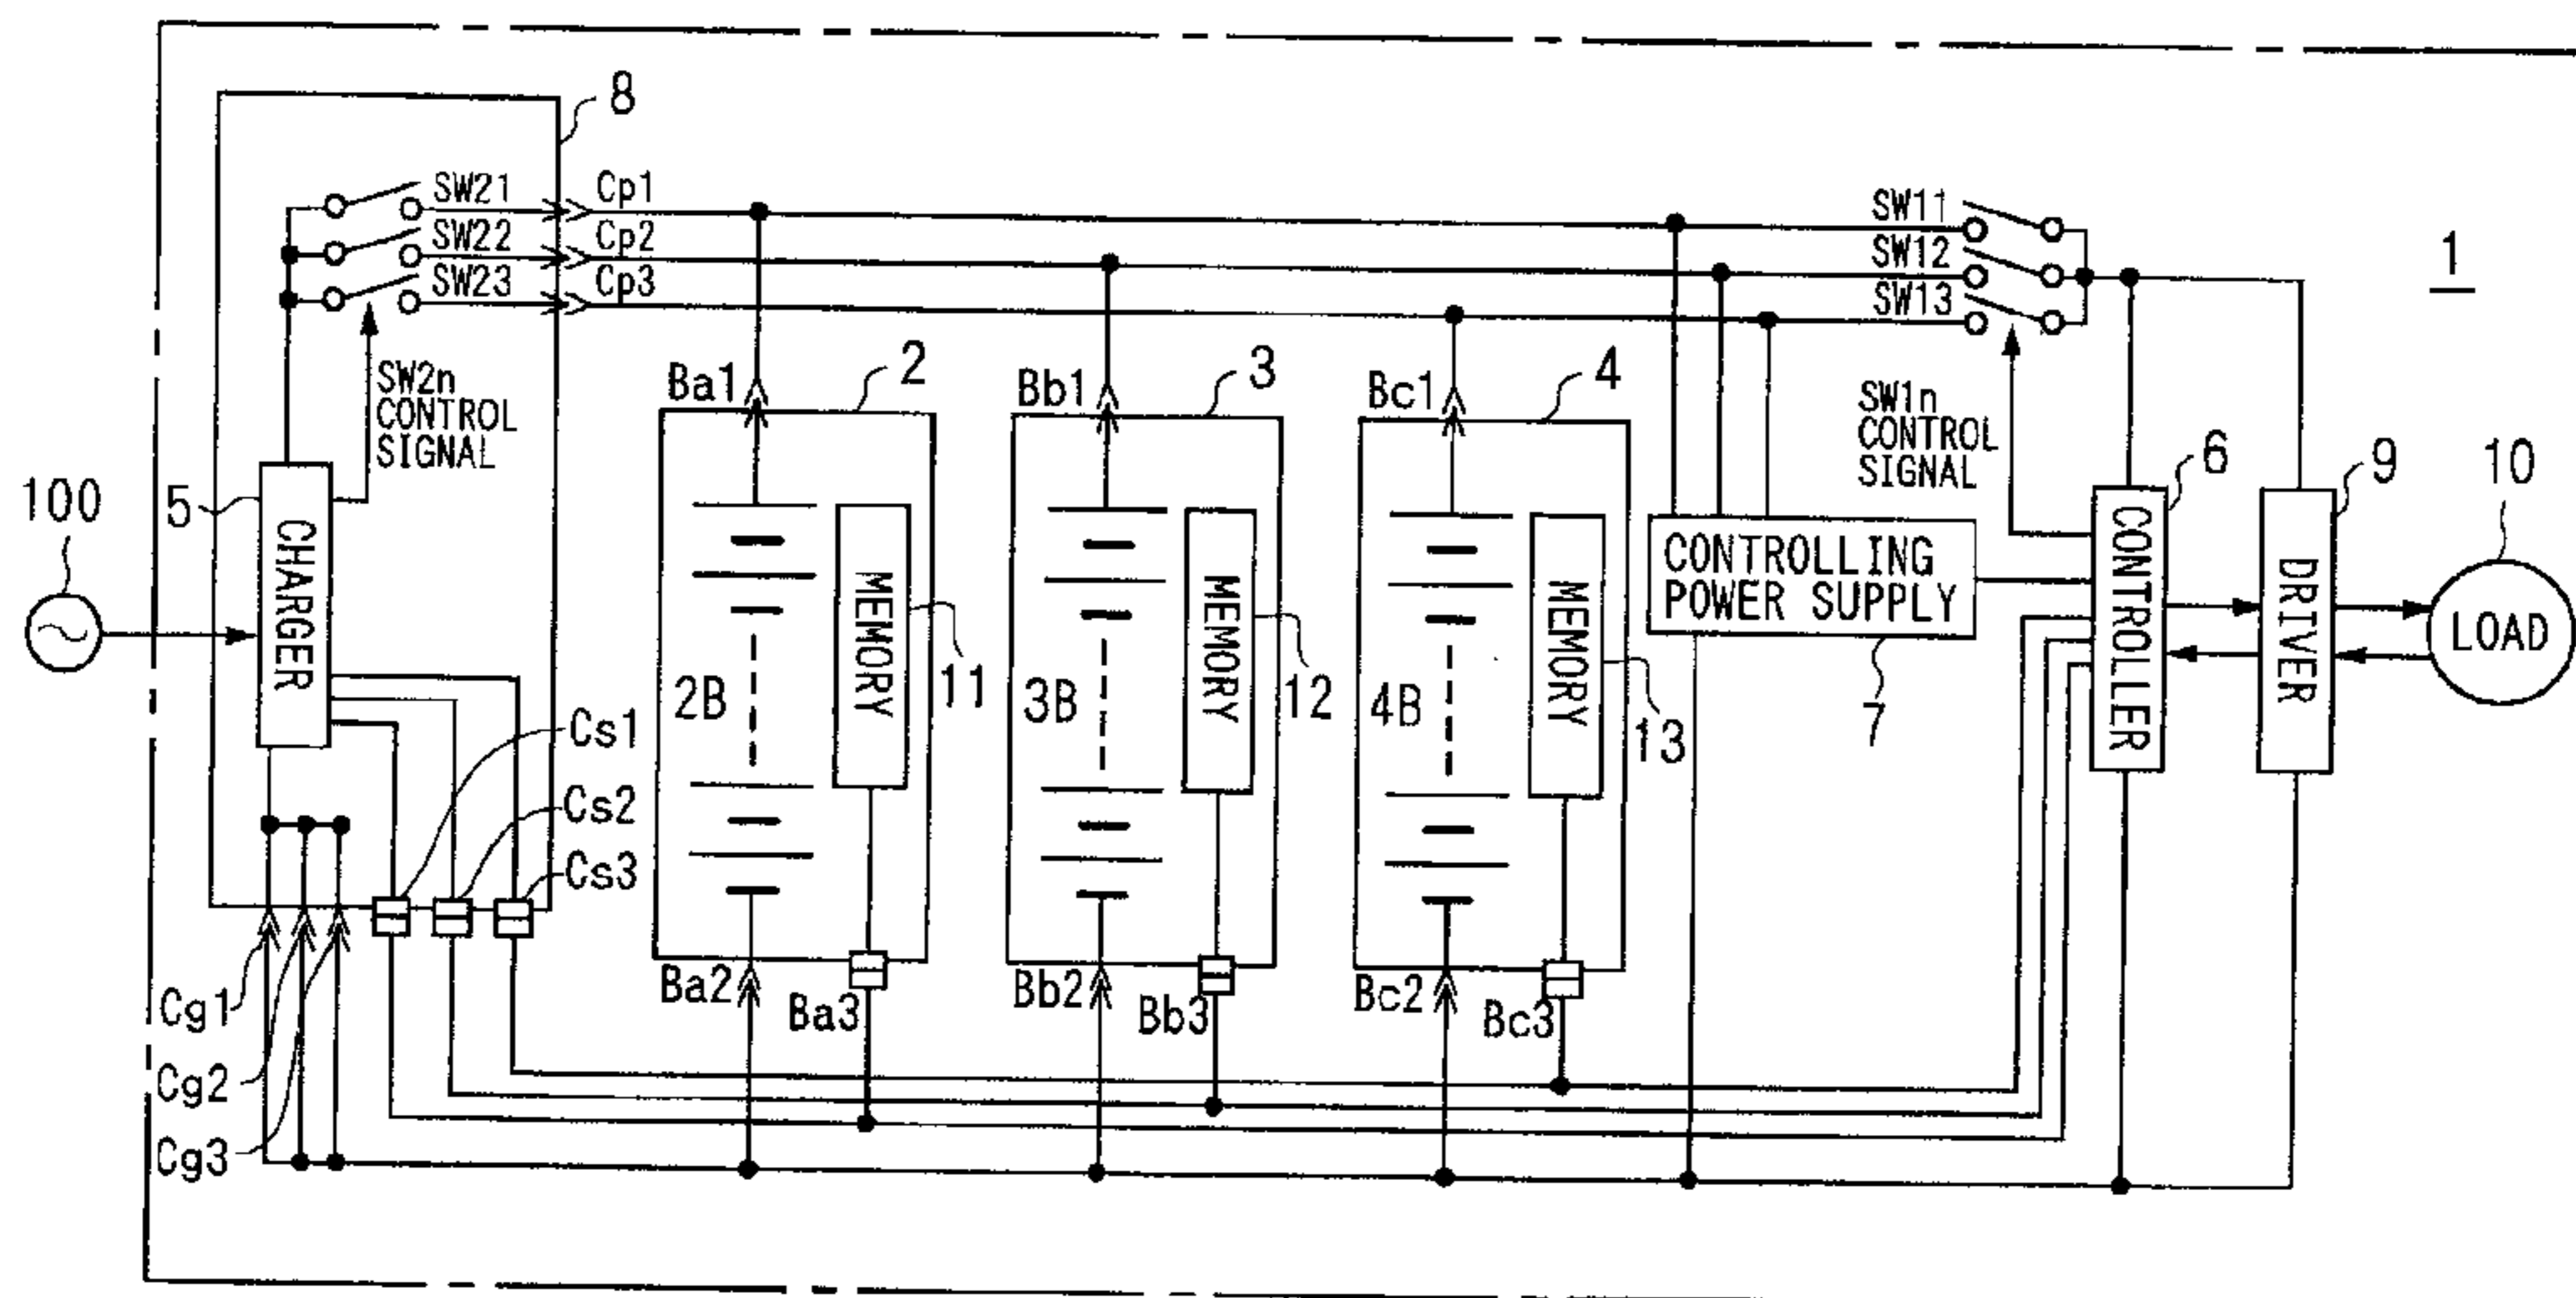 8
SW21
Cp1
SW22
Cp2
SW23
Cp3
SW11
SW12
SW13
1
SW2n
CONTROL
SIGNAL
Ba1
2
Bb1
3
Bc1
4
SW1n
CONTROL
SIGNAL
6
9
10
100
5
CHARGER
MEMORY
MEMORY
MEMORY
CONTROLLING
POWER SUPPLY
CONTROLLER
DRIVER
LOAD
2B
11
3B
12
4B
13
7
Cs1
Cs2
Cs3
Cg1
Ba2
Ba3
Bb2
Bb3
Bc2
Bc3
Cg2
Cg3